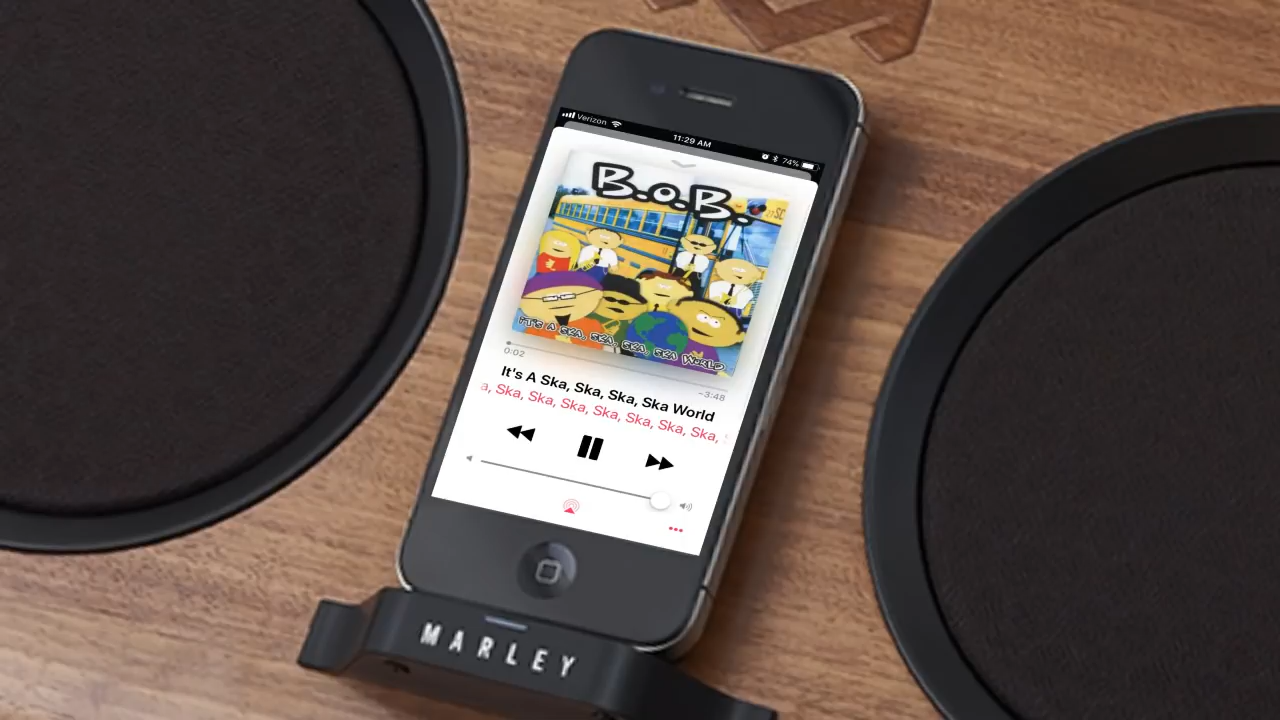 Verizon
11:29 AM
74%
B.O.B.
IT'S A SKA, SKA, SKA, SKA WORLD
0:02
-3:48
It's A Ska, Ska, Ska, Ska World
a, Ska, Ska, Ska, Ska, Ska, Ska, Ska,
MARLEY